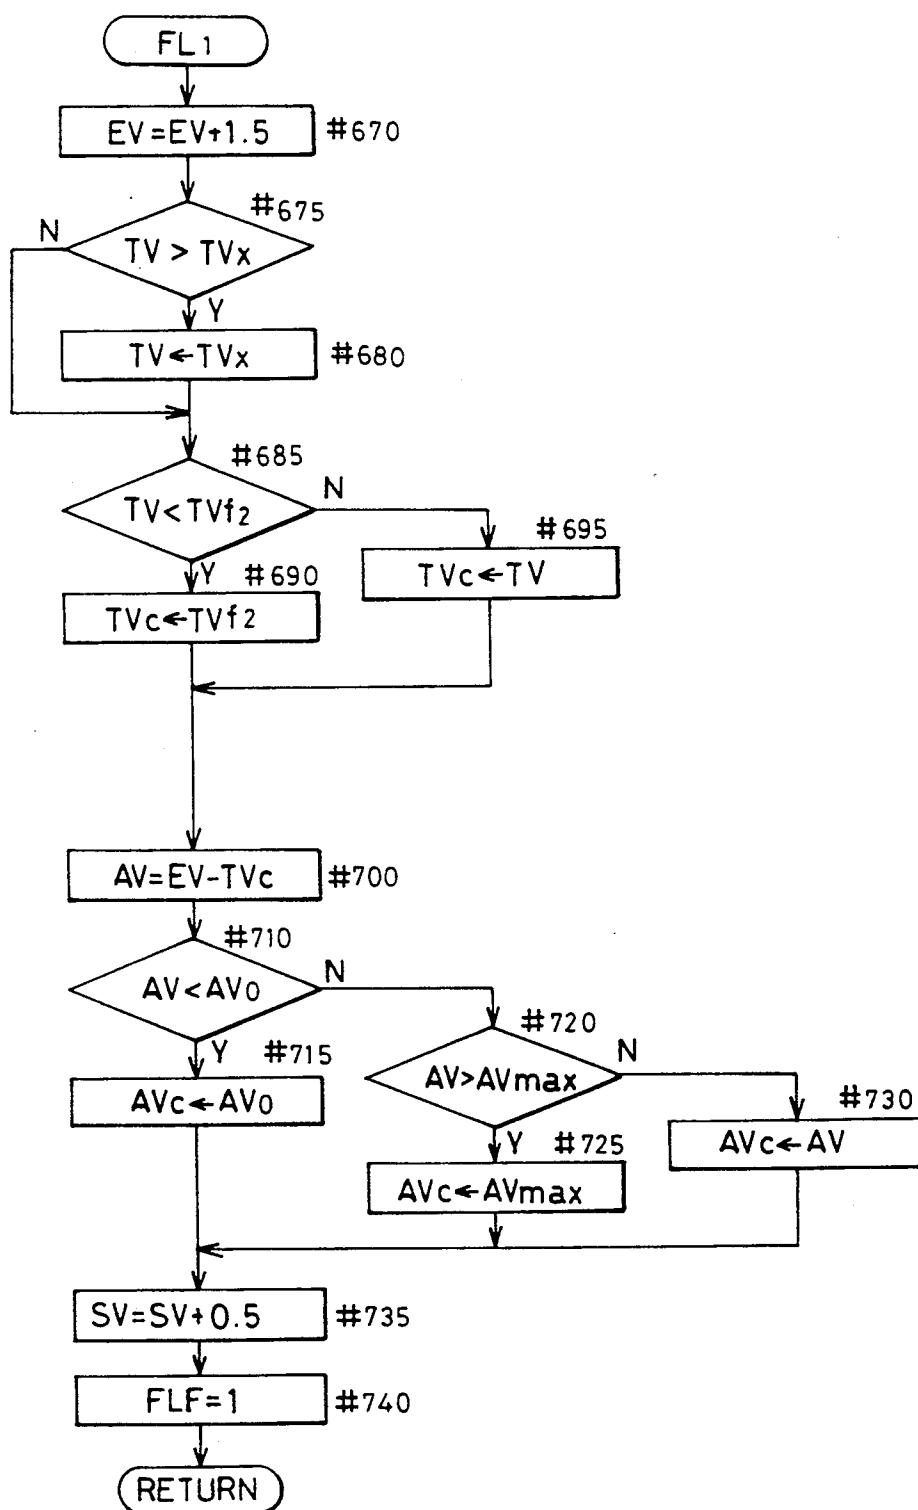 FL1
EV=EV+1.5 #670
#675
N
TV > TVx
Y
TV←TVx #680
#685
TV<TVf2
N
#695
TVc←TV
Y #690
TVc←TVf2
AV=EV-TVc #700
#710
AV<AV0
N
#720
AV>AVmax
N
Y #715
AVc←AV0
#730
AVc←AV
Y #725
AVc←AVmax
SV=SV+0.5 #735
FLF=1 #740
RETURN